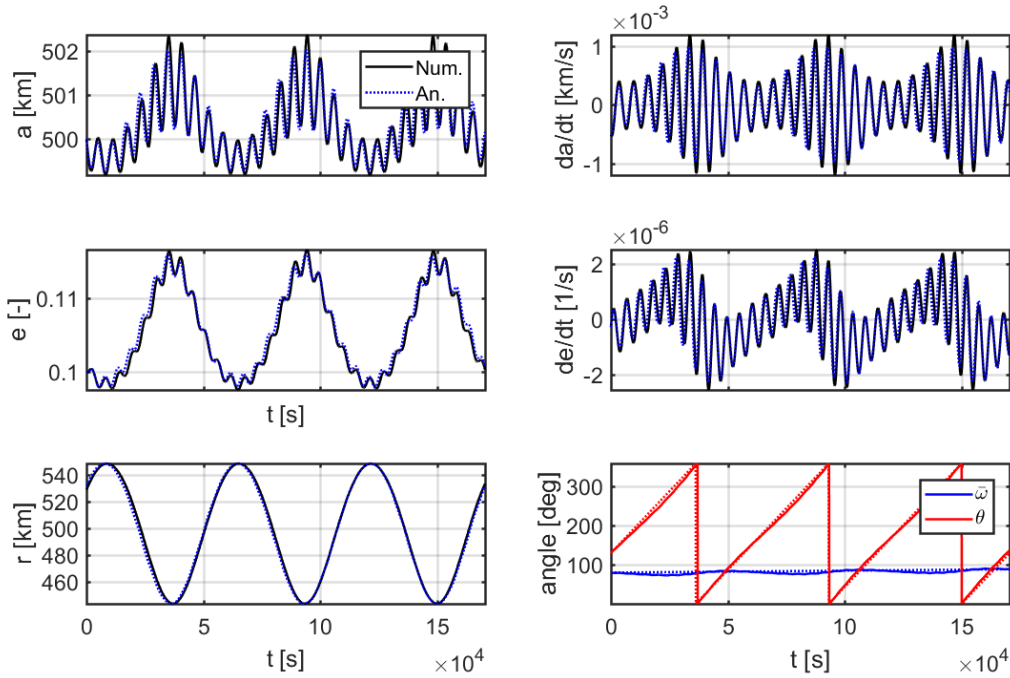 502
501
500
a [km]
Num.
An.
×10-3
1
0
-1
da/dt [km/s]
0.111
0.1
e [-]
t [s]
×10-6
2
0
-2
de/dt [1/s]
540
520
500
480
460
r [km]
0
5
10
15
t [s]
×104
300
200
100
angle [deg]
ω̄
θ
0
5
10
15
t [s]
×104